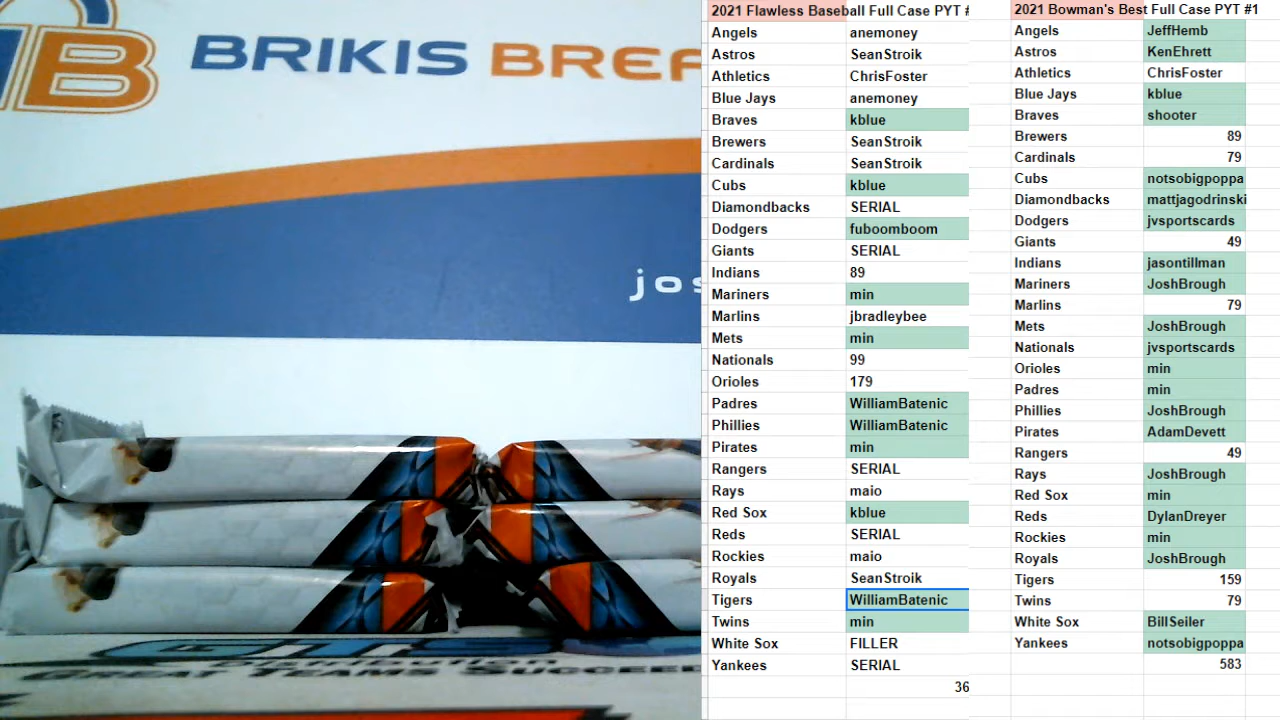 BRIKIS BREA
jos
GREAT TEAMS SUCCEED
2021 Flawless Baseball Full Case PYT #
Angels anemoney
Astros SeanStroik
Athletics ChrisFoster
Blue Jays anemoney
Braves kblue
Brewers SeanStroik
Cardinals SeanStroik
Cubs kblue
Diamondbacks SERIAL
Dodgers fuboomboom
Giants SERIAL
Indians 89
Mariners min
Marlins jbradleybee
Mets min
Nationals 99
Orioles 179
Padres WilliamBatenic
Phillies WilliamBatenic
Pirates min
Rangers SERIAL
Rays maio
Red Sox kblue
Reds SERIAL
Rockies maio
Royals SeanStroik
Tigers WilliamBatenic
Twins min
White Sox FILLER
Yankees SERIAL
36
2021 Bowman's Best Full Case PYT #1
Angels JeffHemb
Astros KenEhrett
Athletics ChrisFoster
Blue Jays kblue
Braves shooter
Brewers 89
Cardinals 79
Cubs notsobigpoppa
Diamondbacks mattjagodrinski
Dodgers jvsportscards
Giants 49
Indians jasontillman
Mariners JoshBrough
Marlins 79
Mets JoshBrough
Nationals jvsportscards
Orioles min
Padres min
Phillies JoshBrough
Pirates AdamDevett
Rangers 49
Rays JoshBrough
Red Sox min
Reds DylanDreyer
Rockies min
Royals JoshBrough
Tigers 159
Twins 79
White Sox BillSeiler
Yankees notsobigpoppa
583